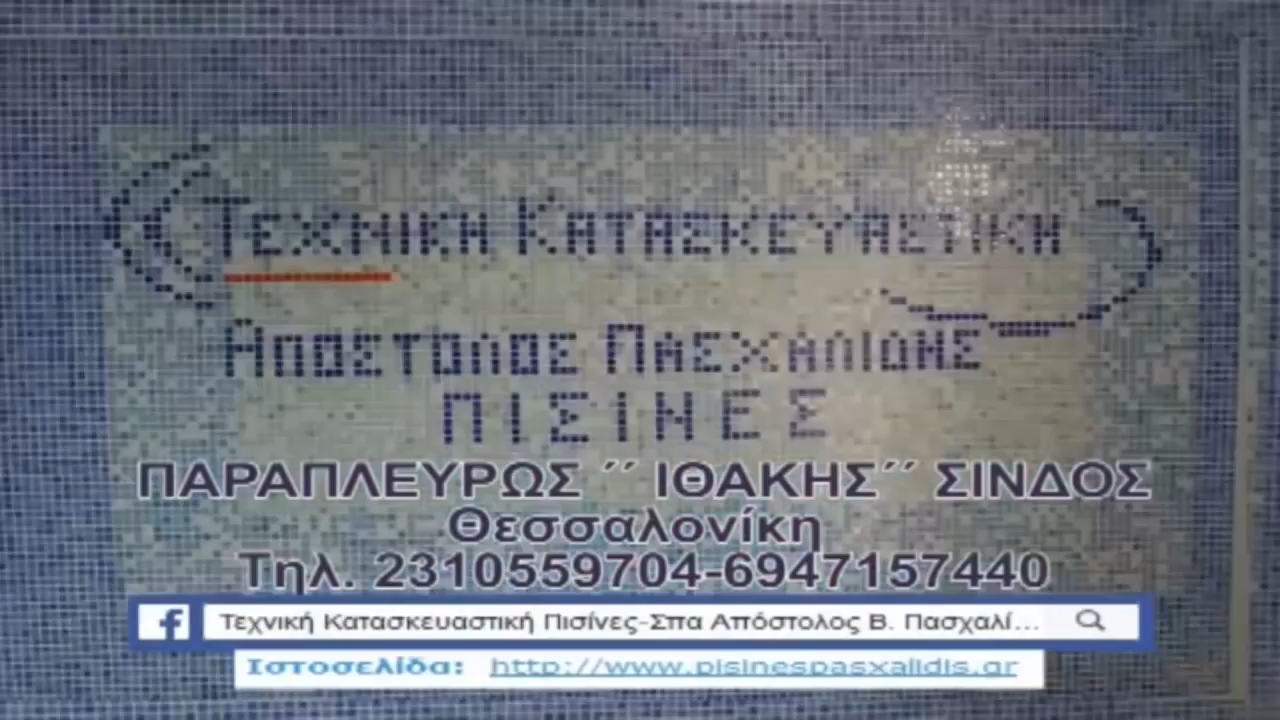 Τεχνικη Κατασκευαστικη
Αποστολος Πασχαλιδης
ΠΙΣΙΝΕΣ
ΠΑΡΑΠΛΕΥΡΩΣ ΄΄ ΙΘΑΚΗΣ΄΄ ΣΙΝΔΟΣ
Θεσσαλονίκη
Τηλ. 2310559704-6947157440
Τεχνική Κατασκευαστική Πισίνες-Σπα Απόστολος Β. Πασχαλί...
Ιστοσελίδα: http://www.pisinespasxalidis.gr